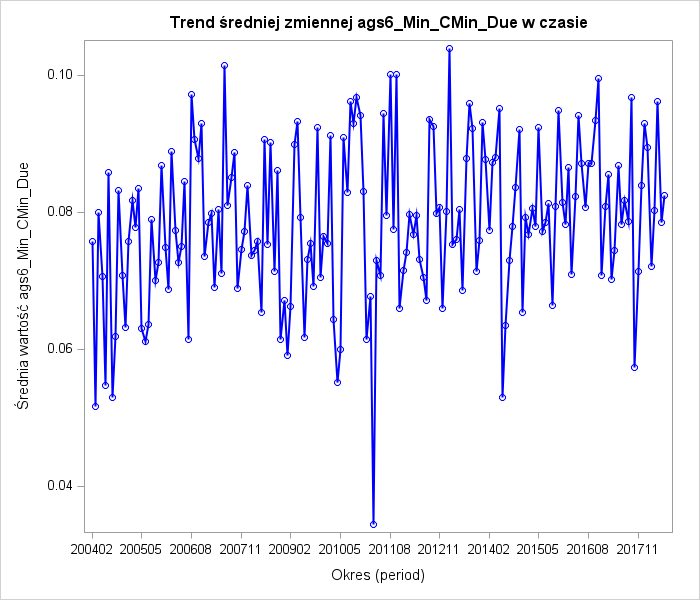 Trend średniej zmiennej ags6_Min_CMin_Due w czasie
Średnia wartość ags6_Min_CMin_Due
0.10
0.08
0.06
0.04
200402 200505 200608 200711 200902 201005 201108 201211 201402 201505 201608 201711
Okres (period)